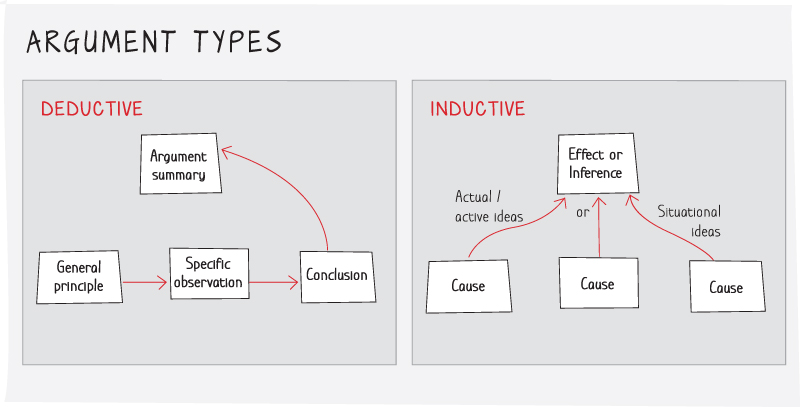 ARGUMENT TYPES
DEDUCTIVE
Argument
summary
General
principle
Specific
observation
Conclusion
INDUCTIVE
Effect or
Inference
Actual /
active ideas
or
Situational
ideas
Cause
Cause
Cause